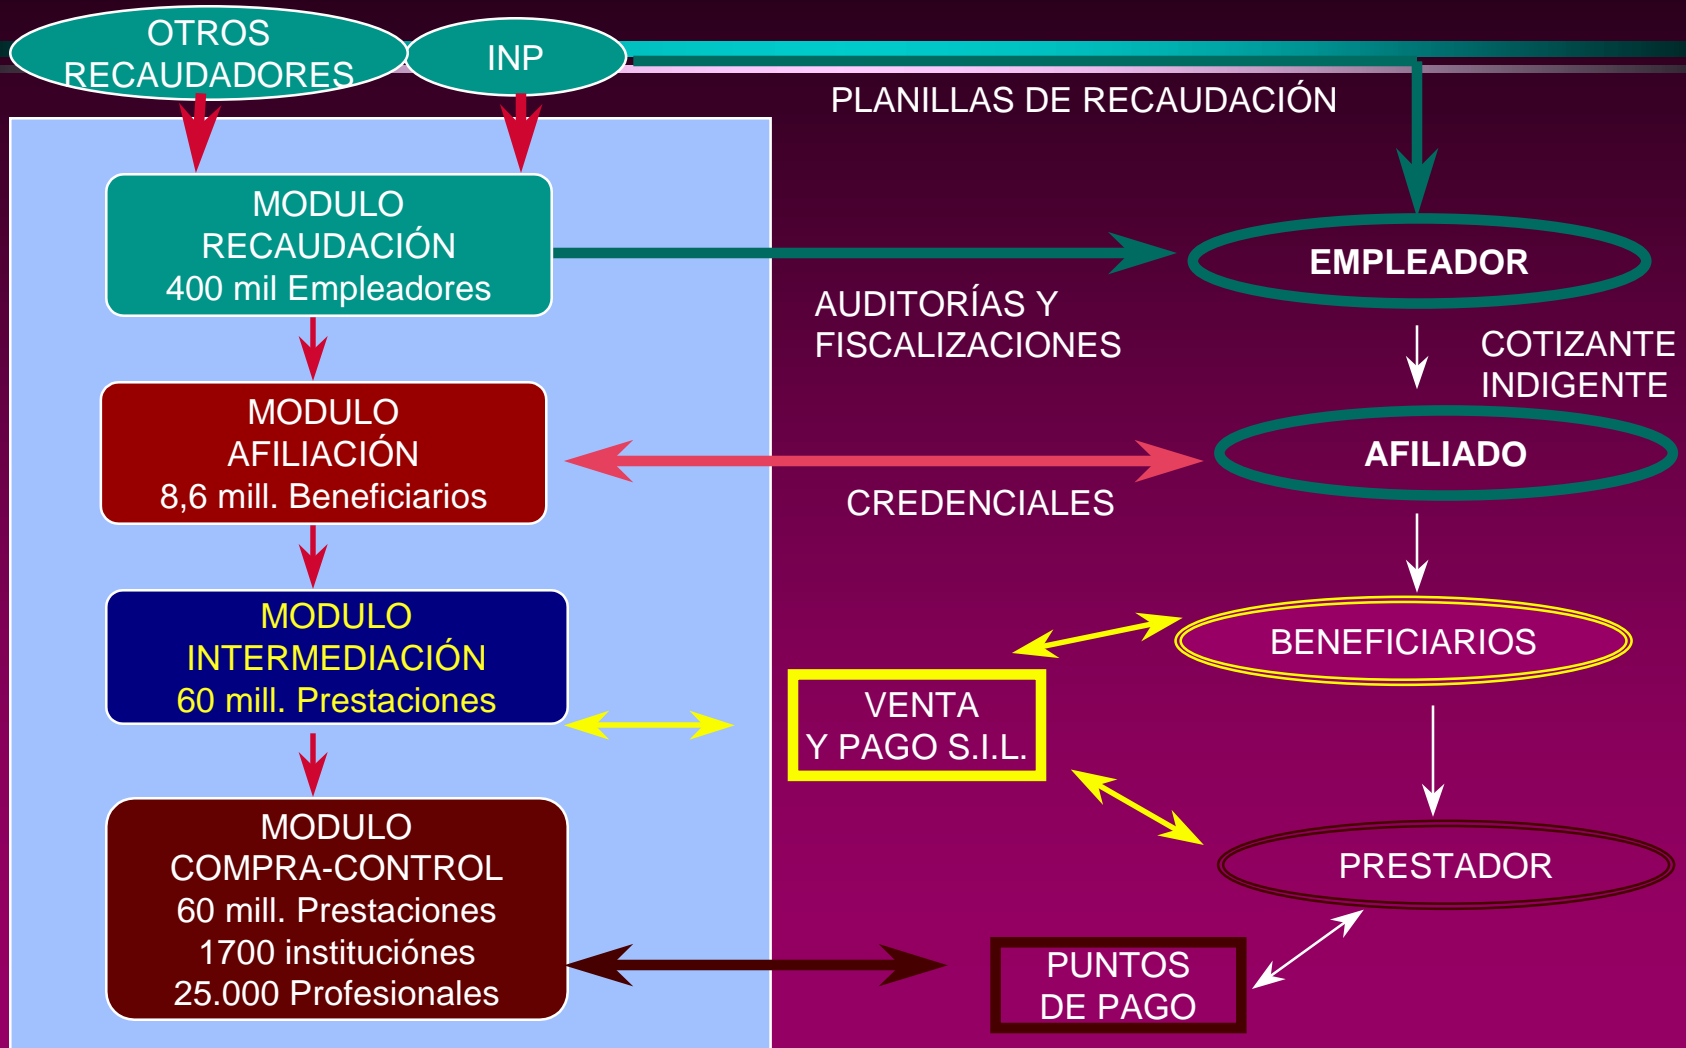 OTROS
RECAUDADORES
INP
PLANILLAS DE RECAUDACIÓN
MODULO
RECAUDACIÓN
400 mil Empleadores
EMPLEADOR
AUDITORÍAS Y
FISCALIZACIONES
COTIZANTE
INDIGENTE
MODULO
AFILIACIÓN
8,6 mill. Beneficiarios
AFILIADO
CREDENCIALES
MODULO
INTERMEDIACIÓN
60 mill. Prestaciones
BENEFICIARIOS
VENTA
Y PAGO S.I.L.
MODULO
COMPRA-CONTROL
60 mill. Prestaciones
1700 instituciónes
25.000 Profesionales
PRESTADOR
PUNTOS
DE PAGO